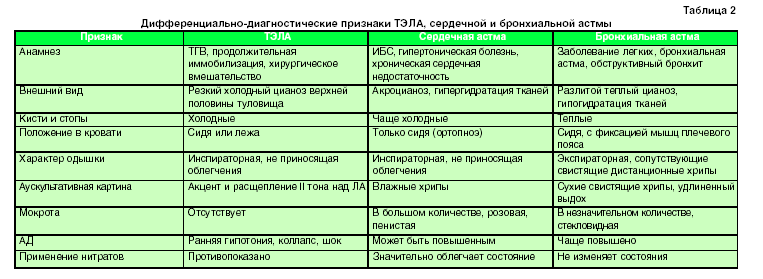 Таблица 2
Дифференциально-диагностические признаки ТЭЛА, сердечной и бронхиальной астмы
Признак ТЭЛА Сердечная астма Бронхиальная астма
Анамнез ТГВ, продолжительная ИБС, гипертоническая болезнь, Заболевание легких, бронхиальная
иммобилизация, хирургическое хроническая сердечная астма, обструктивный бронхит
вмешательство недостаточность
Внешний вид Резкий холодный цианоз верхней Акроцианоз, гипергидратация тканей Разлитой теплый цианоз,
половины туловища гипогидратация тканей
Кисти и стопы Холодные Чаще холодные Теплые
Положение в кровати Сидя или лежа Только сидя (ортопноэ) Сидя, с фиксацией мышц плечевого
пояса
Характер одышки Инспираторная, не приносящая Инспираторная, не приносящая Экспираторная, сопутствующие
облегчения облегчения свистящие дистанционные хрипы
Аускультативная картина Акцент и расщепление II тона над ЛА Влажные хрипы Сухие свистящие хрипы, удлиненный
выдох
Мокрота Отсутствует В большом количестве, розовая, В незначительном количестве,
пенистая стекловидная
АД Ранняя гипотония, коллапс, шок Может быть повышенным Чаще повышено
Применение нитратов Противопоказано Значительно облегчает состояние Не изменяет состояния